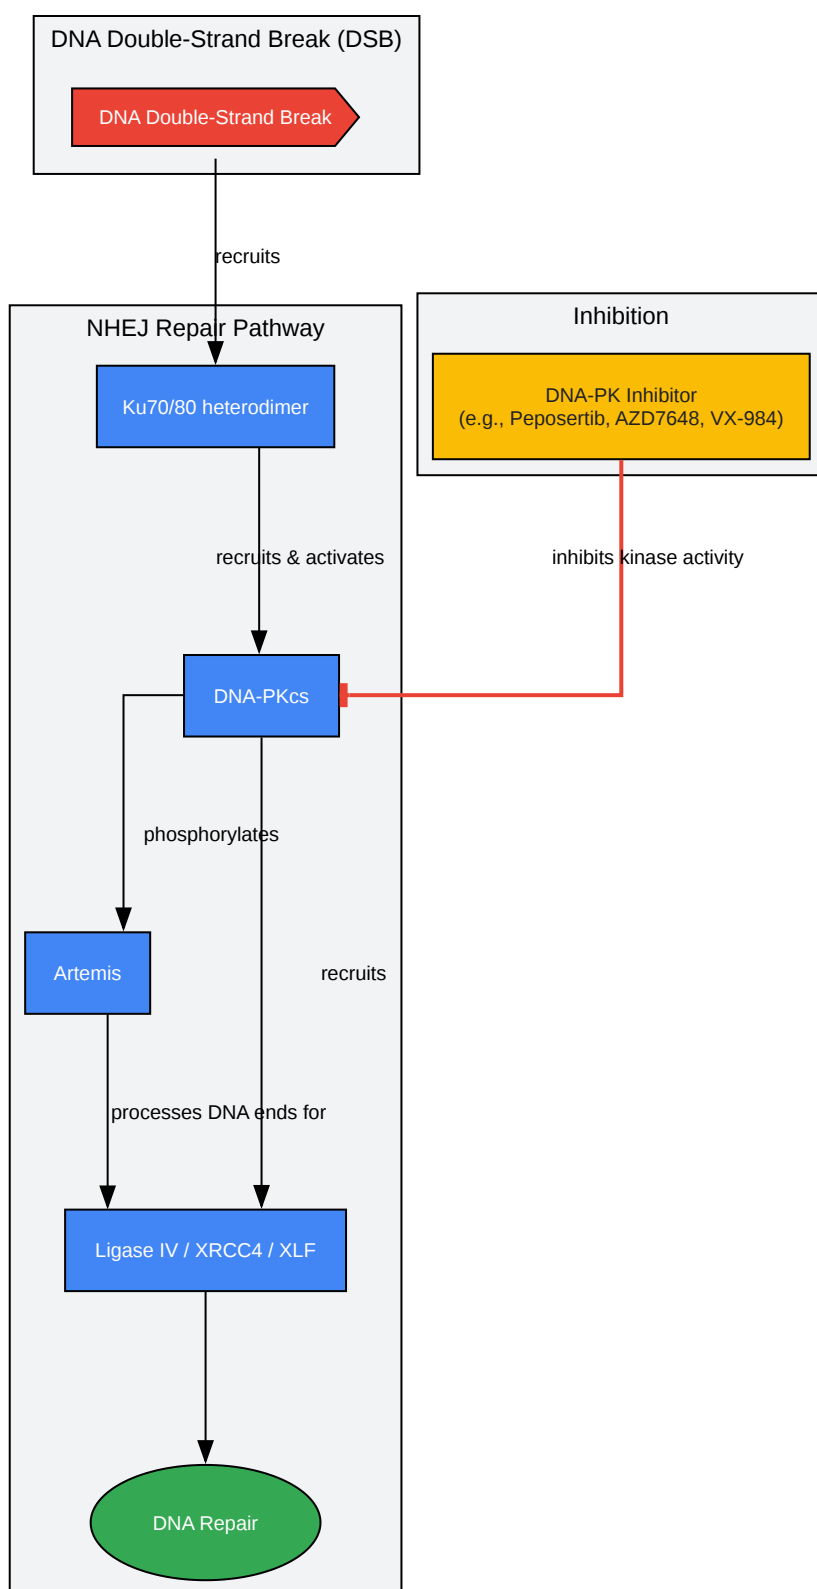 DNA Double-Strand Break (DSB)
DNA Double-Strand Break
recruits
NHEJ Repair Pathway
Ku70/80 heterodimer
Inhibition
DNA-PK Inhibitor
(e.g., Peposertib, AZD7648, VX-984)
recruits & activates
inhibits kinase activity
DNA-PKcs
phosphorylates
Artemis
recruits
processes DNA ends for
Ligase IV / XRCC4 / XLF
DNA Repair